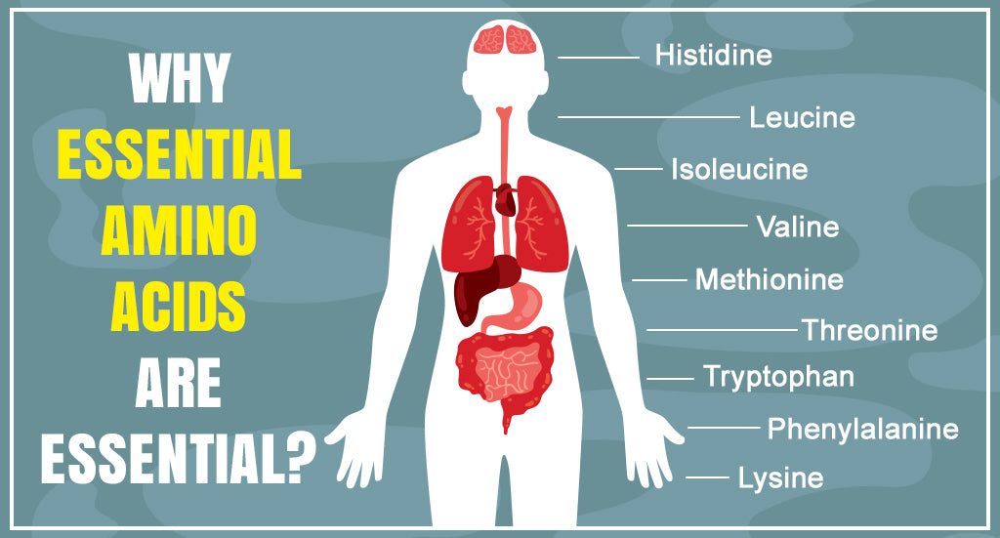 WHY
ESSENTIAL
AMINO
ACIDS
ARE
ESSENTIAL?
Histidine
Leucine
Isoleucine
Valine
Methionine
Threonine
Tryptophan
Phenylalanine
Lysine